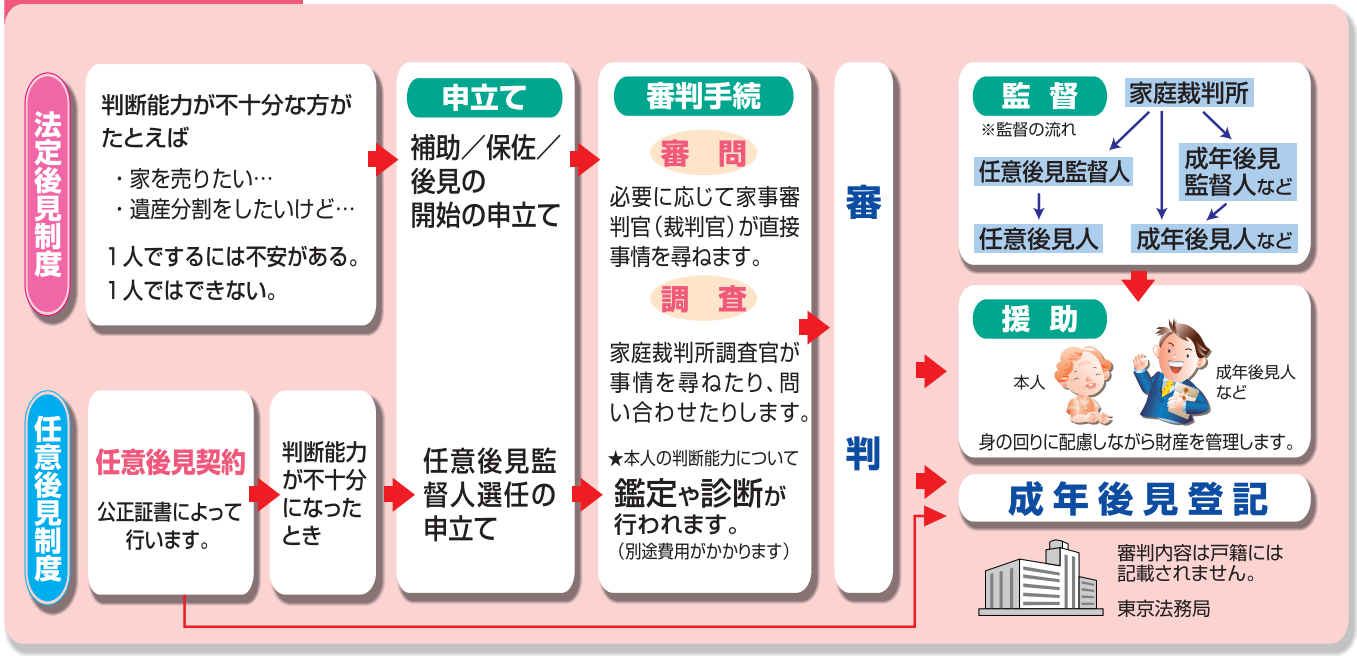 法定後見制度
判断能力が不十分な方が
たとえば
・家を売りたい…
・遺産分割をしたいけど…
1人でするには不安がある。
1人ではできない。
任意後見制度
任意後見契約
公正証書によって
行います。
判断能力
が不十分
になった
とき
申立て
補助／保佐／
後見の
開始の申立て
任意後見監
督人選任の
申立て
審判手続
審 問
必要に応じて家事審
判官（裁判官）が直接
事情を尋ねます。
調 査
家庭裁判所調査官が
事情を尋ねたり、問
い合わせたりします。
★本人の判断能力について
鑑定や診断が
行われます。
（別途費用がかかります）
審
判
監 督
※監督の流れ
家庭裁判所
任意後見監督人
成年後見
監督人など
任意後見人
成年後見人など
援 助
本人
成年後見人
など
身の回りに配慮しながら財産を管理します。
成年後見登記
審判内容は戸籍には
記載されません。
東京法務局